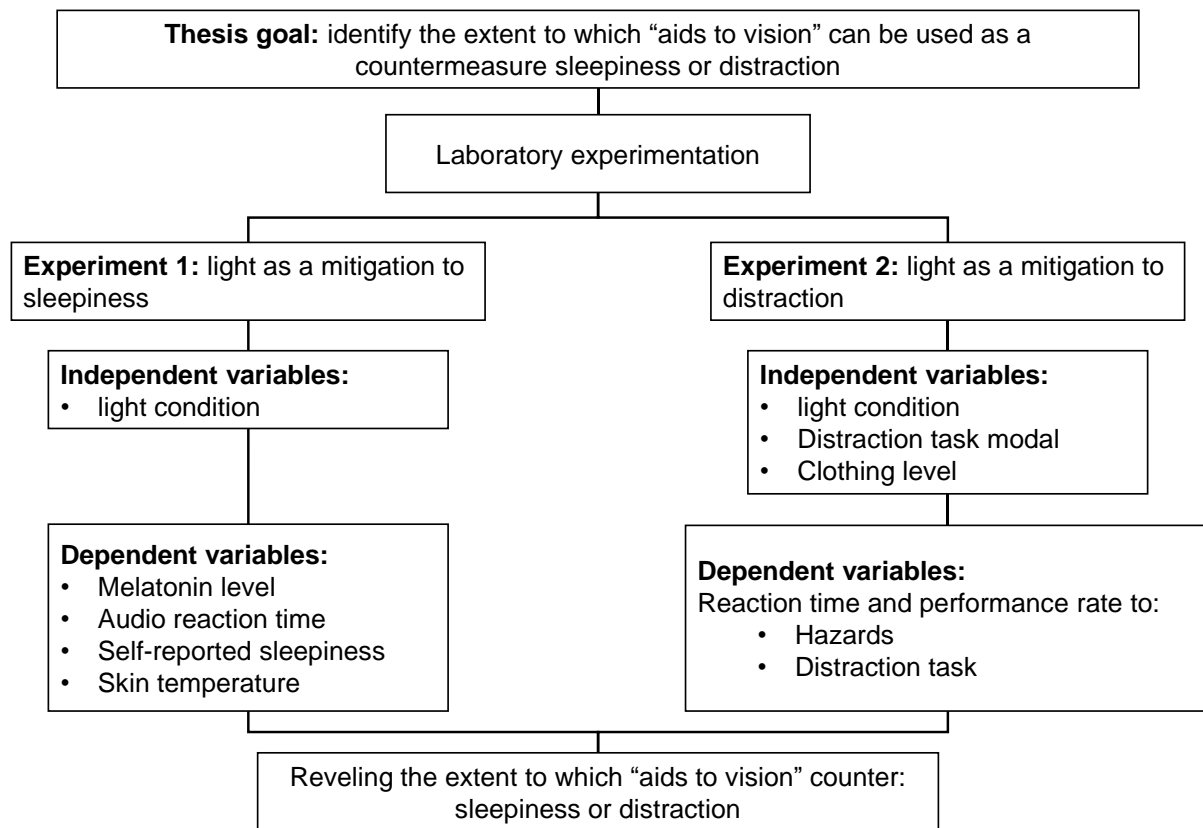 Thesis goal: identify the extent to which “aids to vision” can be used as a
countermeasure sleepiness or distraction
Laboratory experimentation
Experiment 1: light as a mitigation to
sleepiness
Experiment 2: light as a mitigation to
distraction
Independent variables:
• light condition
Independent variables:
• light condition
• Distraction task modal
• Clothing level
Dependent variables:
• Melatonin level
• Audio reaction time
• Self-reported sleepiness
• Skin temperature
Dependent variables:
Reaction time and performance rate to:
• Hazards
• Distraction task
Reveling the extent to which “aids to vision” counter:
sleepiness or distraction